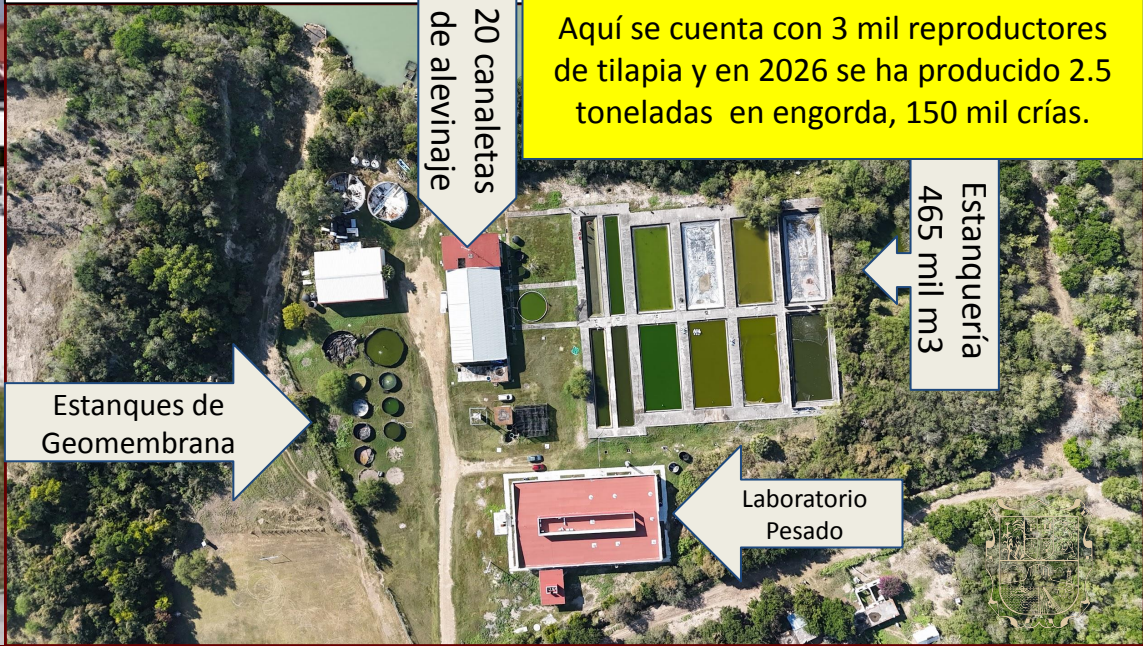 Aquí se cuenta con 3 mil reproductores
de tilapia y en 2026 se ha producido 2.5
toneladas  en engorda, 150 mil crías.
20 canaletas
de alevinaje
Estanquería
465 mil m3
Estanques de
Geomembrana
Laboratorio
Pesado